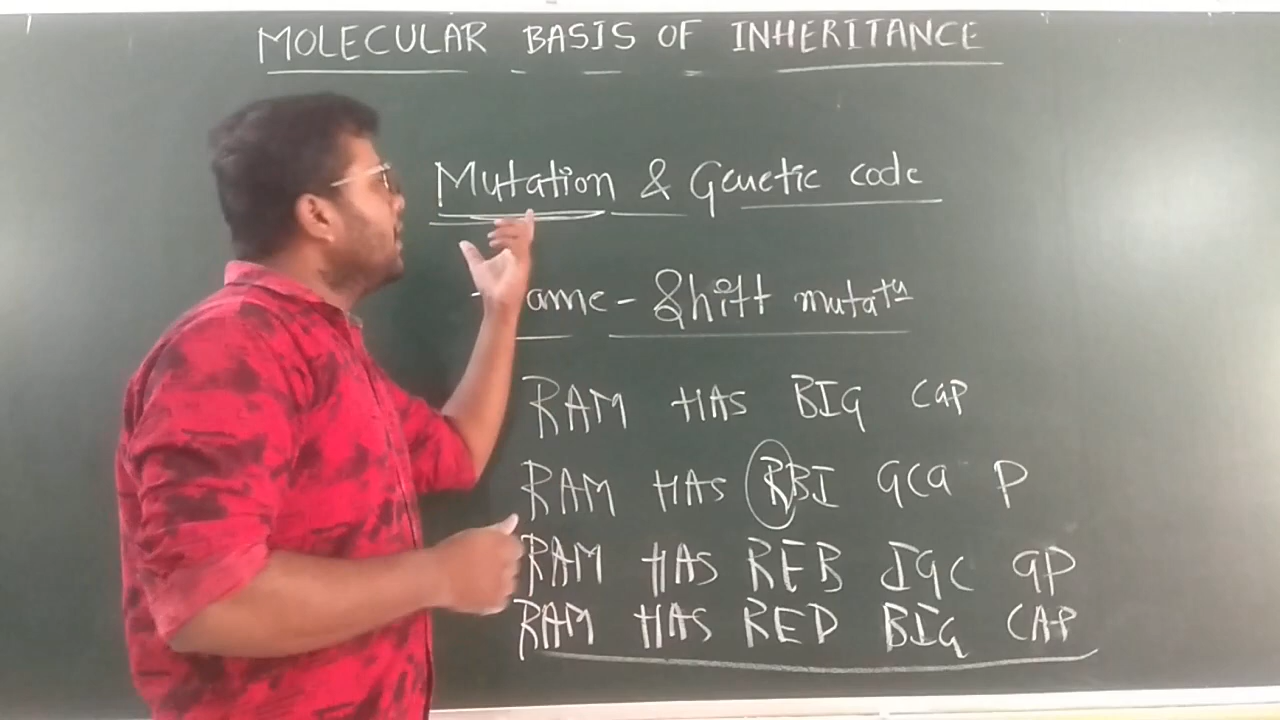 MOLECULAR BASIS OF INHERITANCE
Mutation & Genetic code
ame - Shift mutatn
RAM HAS BIG CAP
RAM HAS RBI GCA P
RAM HAS REB IGC AP
RAM HAS RED BIG CAP